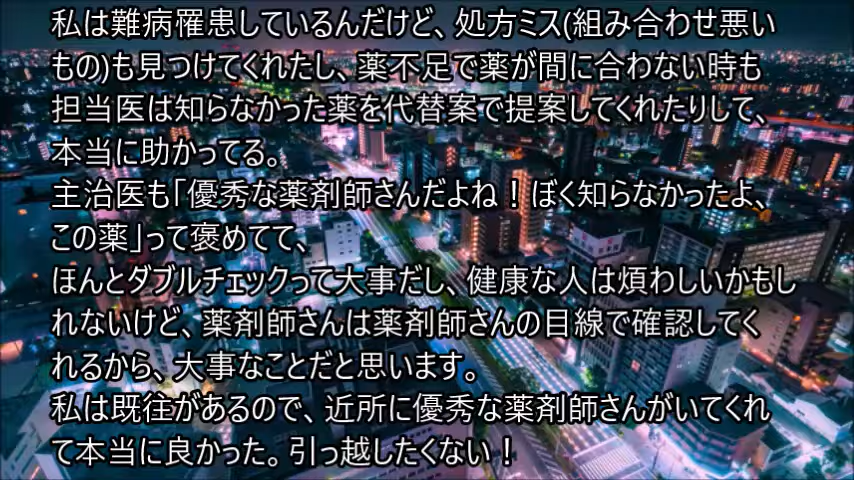 私は難病罹患しているんだけど、処方ミス(組み合わせ悪い
もの)も見つけてくれたし、薬不足で薬が間に合わない時も
担当医は知らなかった薬を代替案で提案してくれたりして、
本当に助かってる。
主治医も「優秀な薬剤師さんだよね！ぼく知らなかったよ、
この薬」って褒めてて、
ほんとダブルチェックって大事だし、健康な人は煩わしいかもし
れないけど、薬剤師さんは薬剤師さんの目線で確認してく
れるから、大事なことだと思います。
私は既往があるので、近所に優秀な薬剤師さんがいてくれ
て本当に良かった。引っ越したくない！